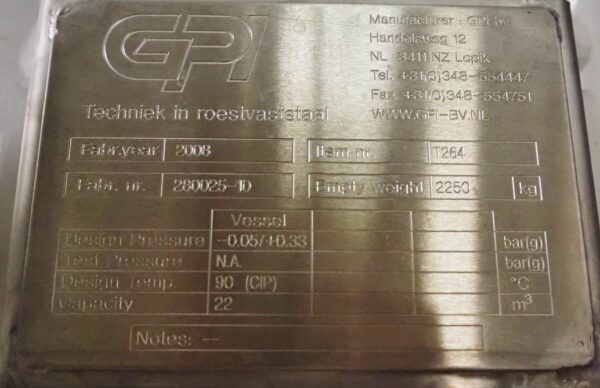 GPI
Techniek in roestvaststaal
Manufacturer : GPI bv
Handelsweg 12
NL 3411 NZ Lopik
Tel. +31(0)348-554447
Fax. +31(0)348-554751
WWW.GPI-BV.NL
Fabr.year 2008 Item nr. T264
Fabr. nr. 280025-10 Empty weight 2250 kg
Vessel
Design Pressure -0.05/+0.33 bar(g)
Test Pressure N.A. bar(g)
Design Temp. 90 (CIP) °C
Capacity 22 m³
Notes: --